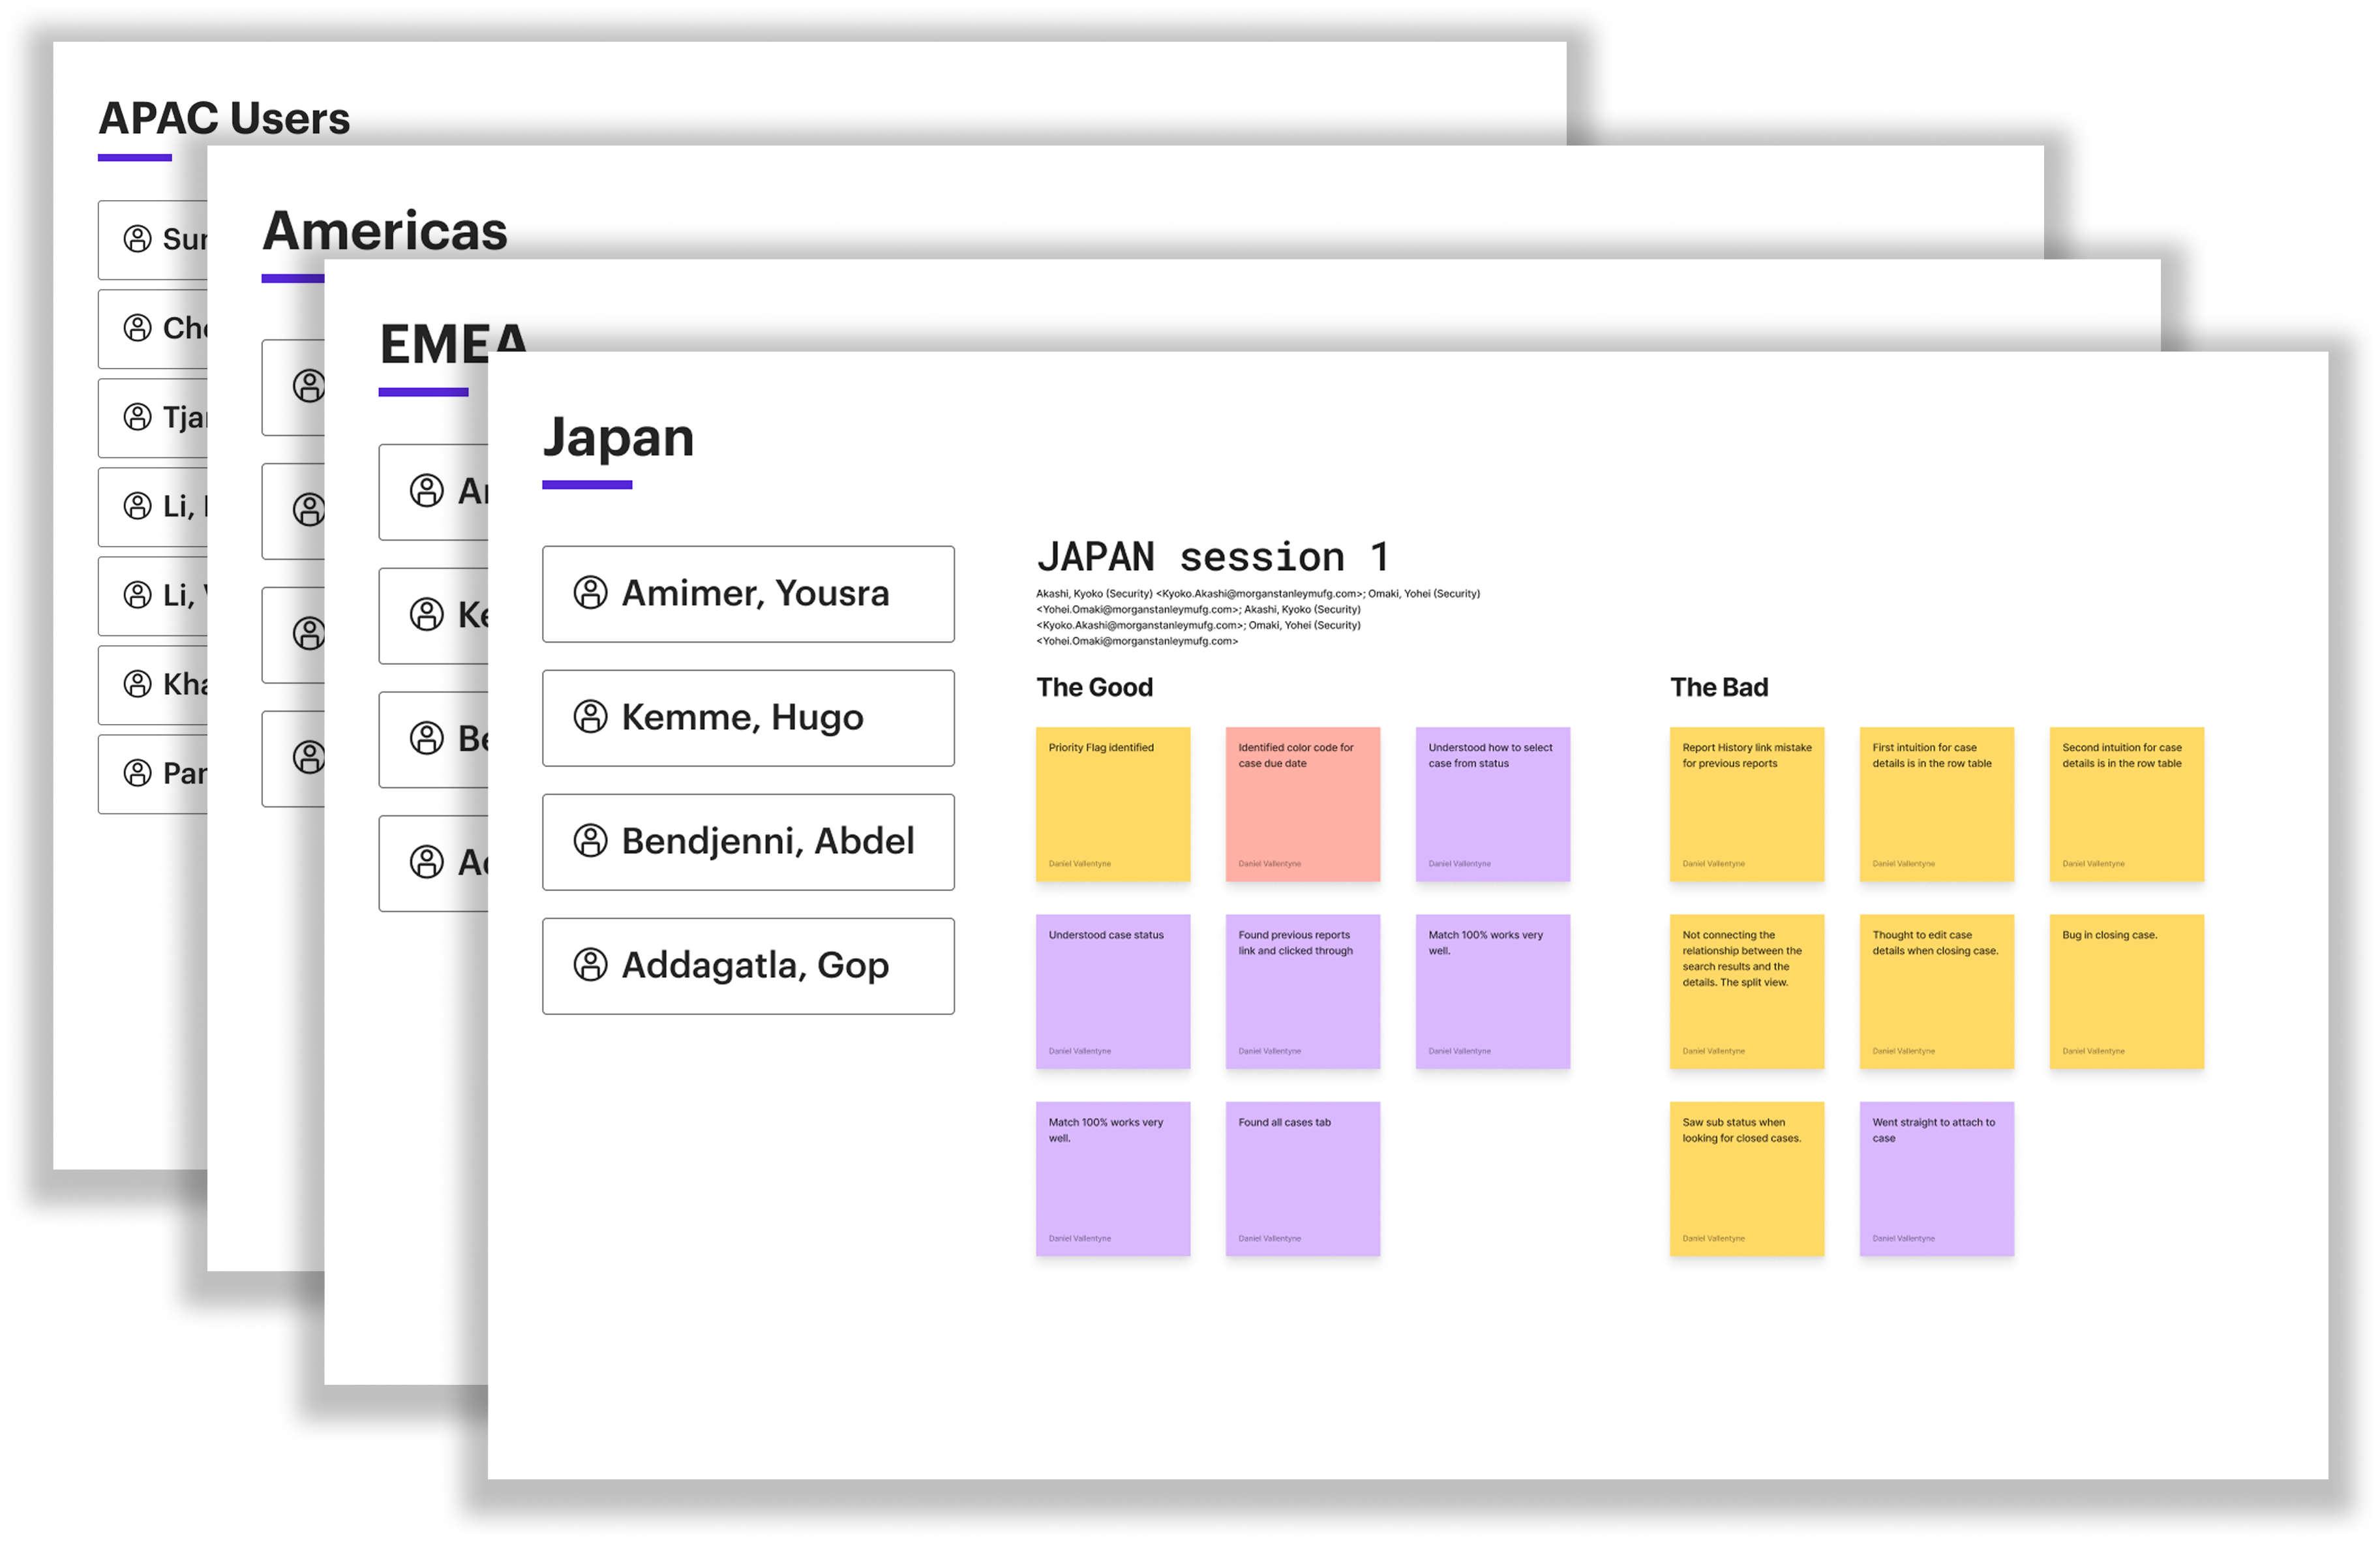 APAC Users
Li,
Li,
Americas
EMEA
Japan
Amimer, Yousra
Kemme, Hugo
Bendjenni, Abdel
Addagatla, Gop
JAPAN session 1
Akashi, Kyoko (Security) <Kyoko.Akashi@morganstanleymufg.com>; Omaki, Yohei (Security)
<Yohei.Omaki@morganstanleymufg.com>; Akashi, Kyoko (Security)
<Kyoko.Akashi@morganstanleymufg.com>; Omaki, Yohei (Security)
<Yohei.Omaki@morganstanleymufg.com>
The Good
Priority Flag identified
Daniel Vallentyne
Identified color code for
case due date
Daniel Vallentyne
Understood how to select
case from status
Daniel Vallentyne
Understood case status
Daniel Vallentyne
Found previous reports
link and clicked through
Daniel Vallentyne
Match 100% works very
well.
Daniel Vallentyne
Match 100% works very
well.
Daniel Vallentyne
Found all cases tab
Daniel Vallentyne
The Bad
Report History link mistake
for previous reports
Daniel Vallentyne
First intuition for case
details is in the row table
Daniel Vallentyne
Second intuition for case
details is in the row table
Daniel Vallentyne
Not connecting the
relationship between the
search results and the
details. The split view.
Daniel Vallentyne
Thought to edit case
details when closing case.
Daniel Vallentyne
Bug in closing case.
Daniel Vallentyne
Saw sub status when
looking for closed cases.
Daniel Vallentyne
Went straight to attach to
case
Daniel Vallentyne